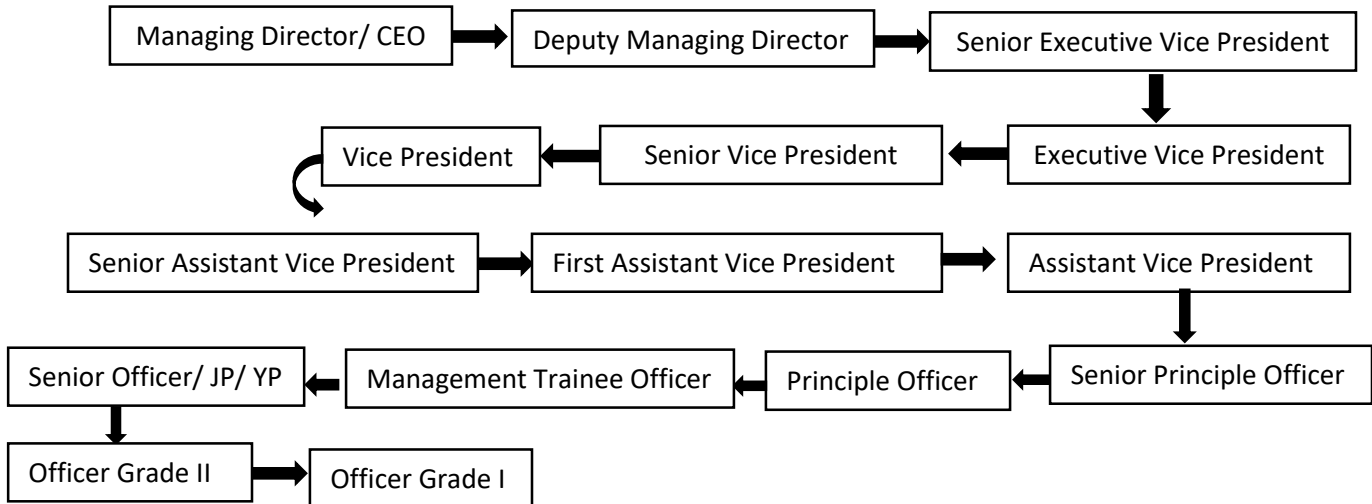 Managing Director/ CEO
Deputy Managing Director
Senior Executive Vice President
Executive Vice President
Senior Vice President
Vice President
Senior Assistant Vice President
First Assistant Vice President
Assistant Vice President
Senior Principle Officer
Principle Officer
Management Trainee Officer
Senior Officer/ JP/ YP
Officer Grade II
Officer Grade I